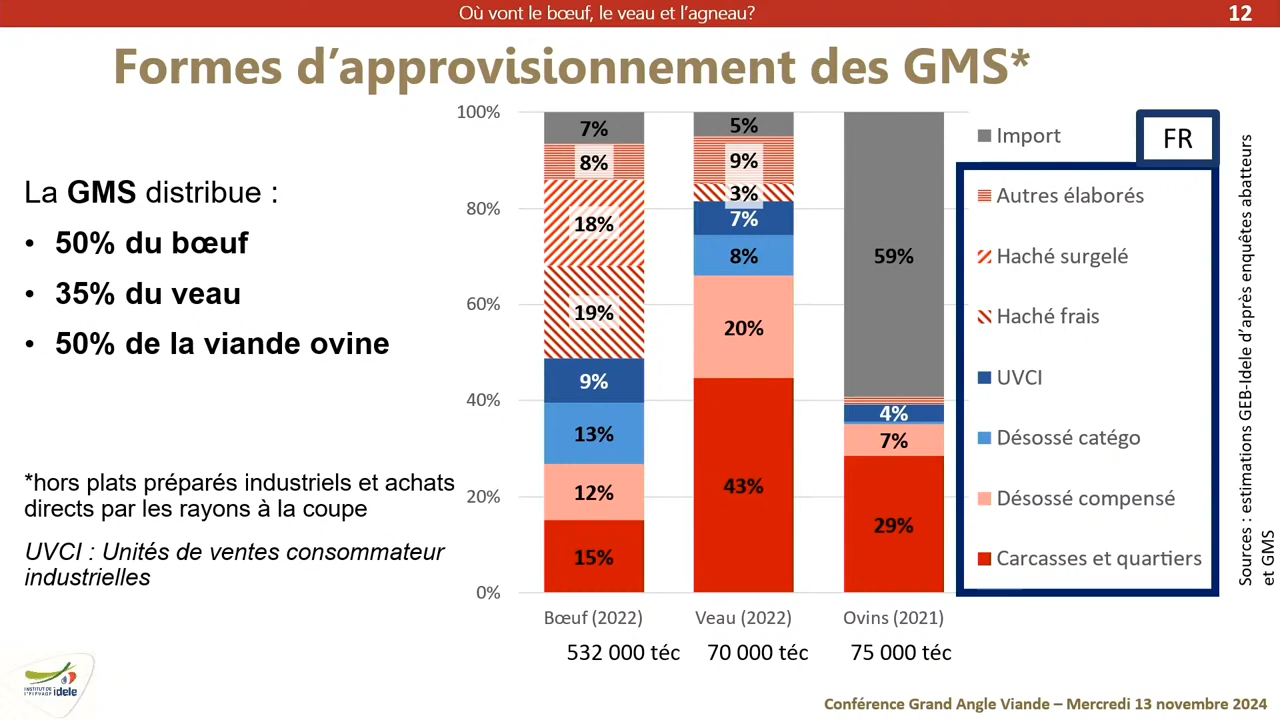 Où vont le bœuf, le veau et l’agneau?
12
Formes d’approvisionnement des GMS*
La GMS distribue :
• 50% du bœuf
• 35% du veau
• 50% de la viande ovine
*hors plats préparés industriels et achats
directs par les rayons à la coupe
UVCI : Unités de ventes consommateur
industrielles
100%
80%
60%
40%
20%
0%
7%
8%
18%
19%
9%
13%
12%
15%
5%
9%
3%
7%
8%
20%
43%
59%
4%
7%
29%
Bœuf (2022)
Veau (2022)
Ovins (2021)
532 000 téc
70 000 téc
75 000 téc
Import
FR
Autres élaborés
Haché surgelé
Haché frais
UVCI
Désossé catégo
Désossé compensé
Carcasses et quartiers
Sources : estimations GEB-Idele d’après enquêtes abatteurs
et GMS
INSTITUT DE
L'ÉLEVAGE idele
Conférence Grand Angle Viande – Mercredi 13 novembre 2024